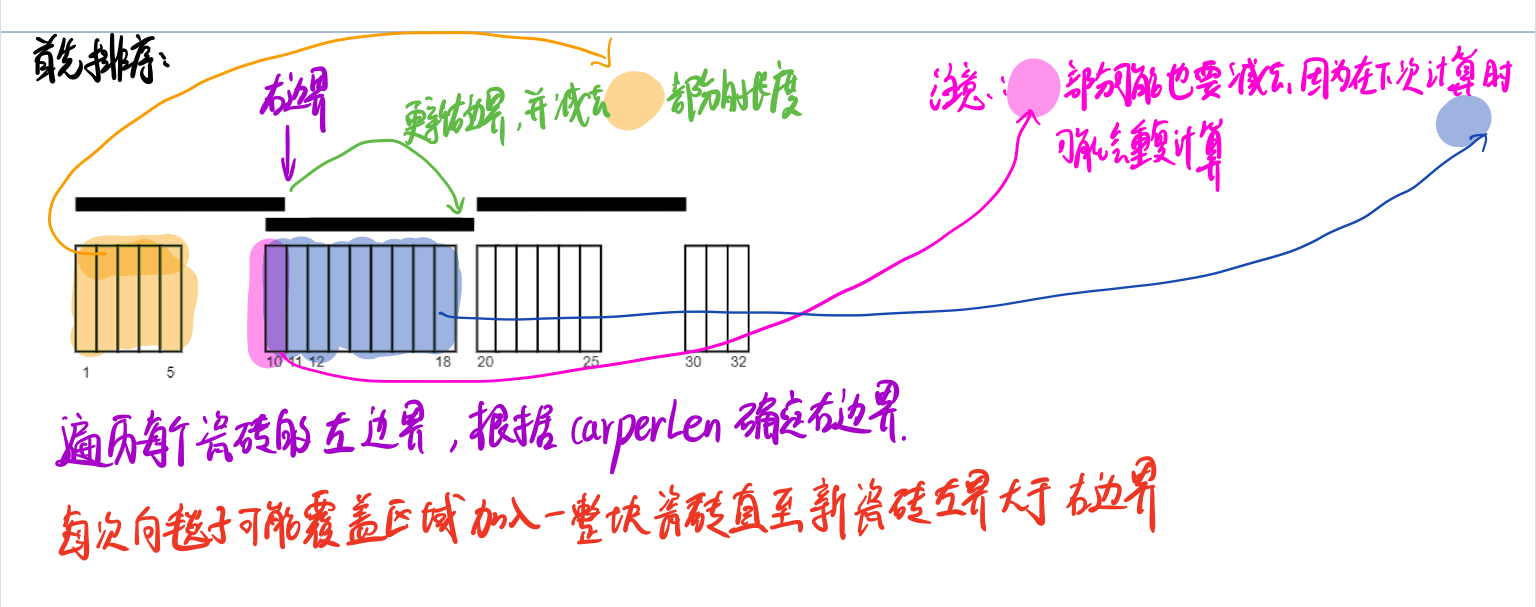 首先排序:
右边界
更新右边界,并减去 部分的长度
注意: 部分可能也要减去,因为在下次计算时
可能会重复计算
10 11 12 18 20 25 30 32
1 5
遍历每个瓷砖的左边界,根据 carperLen 确定右边界.
每次向毯子可能覆盖区域加入一整块瓷砖直至新瓷砖左界大于右边界